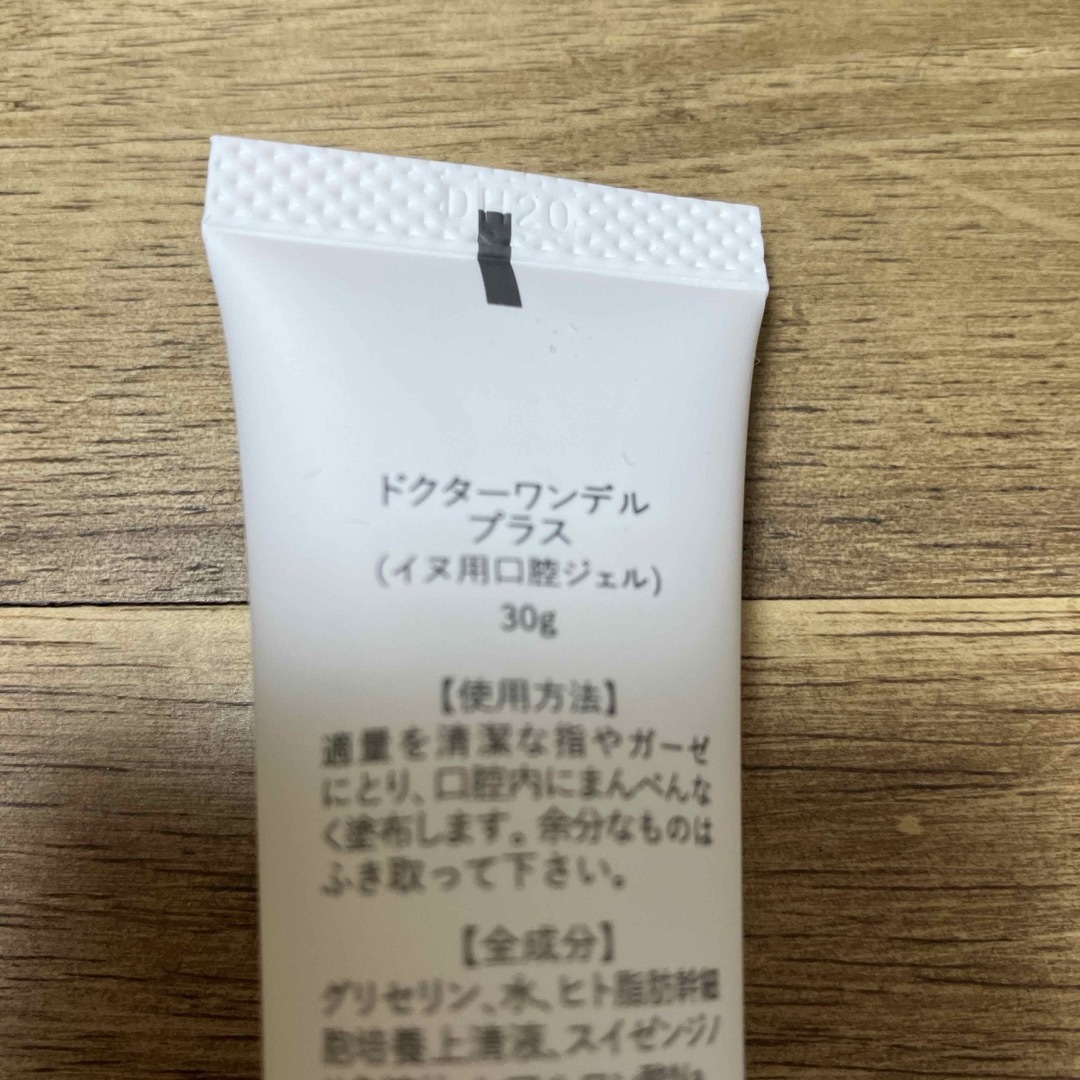 ドクターワンデル
プラス
(イヌ用口腔ジェル)
30g
【使用方法】
適量を清潔な指やガーゼ
にとり、口腔内にまんべんな
く塗布します。余分なものは
ふき取って下さい。
【全成分】
グリセリン、水、ヒト脂肪幹細
胞培養上清液、スイゼンジノ